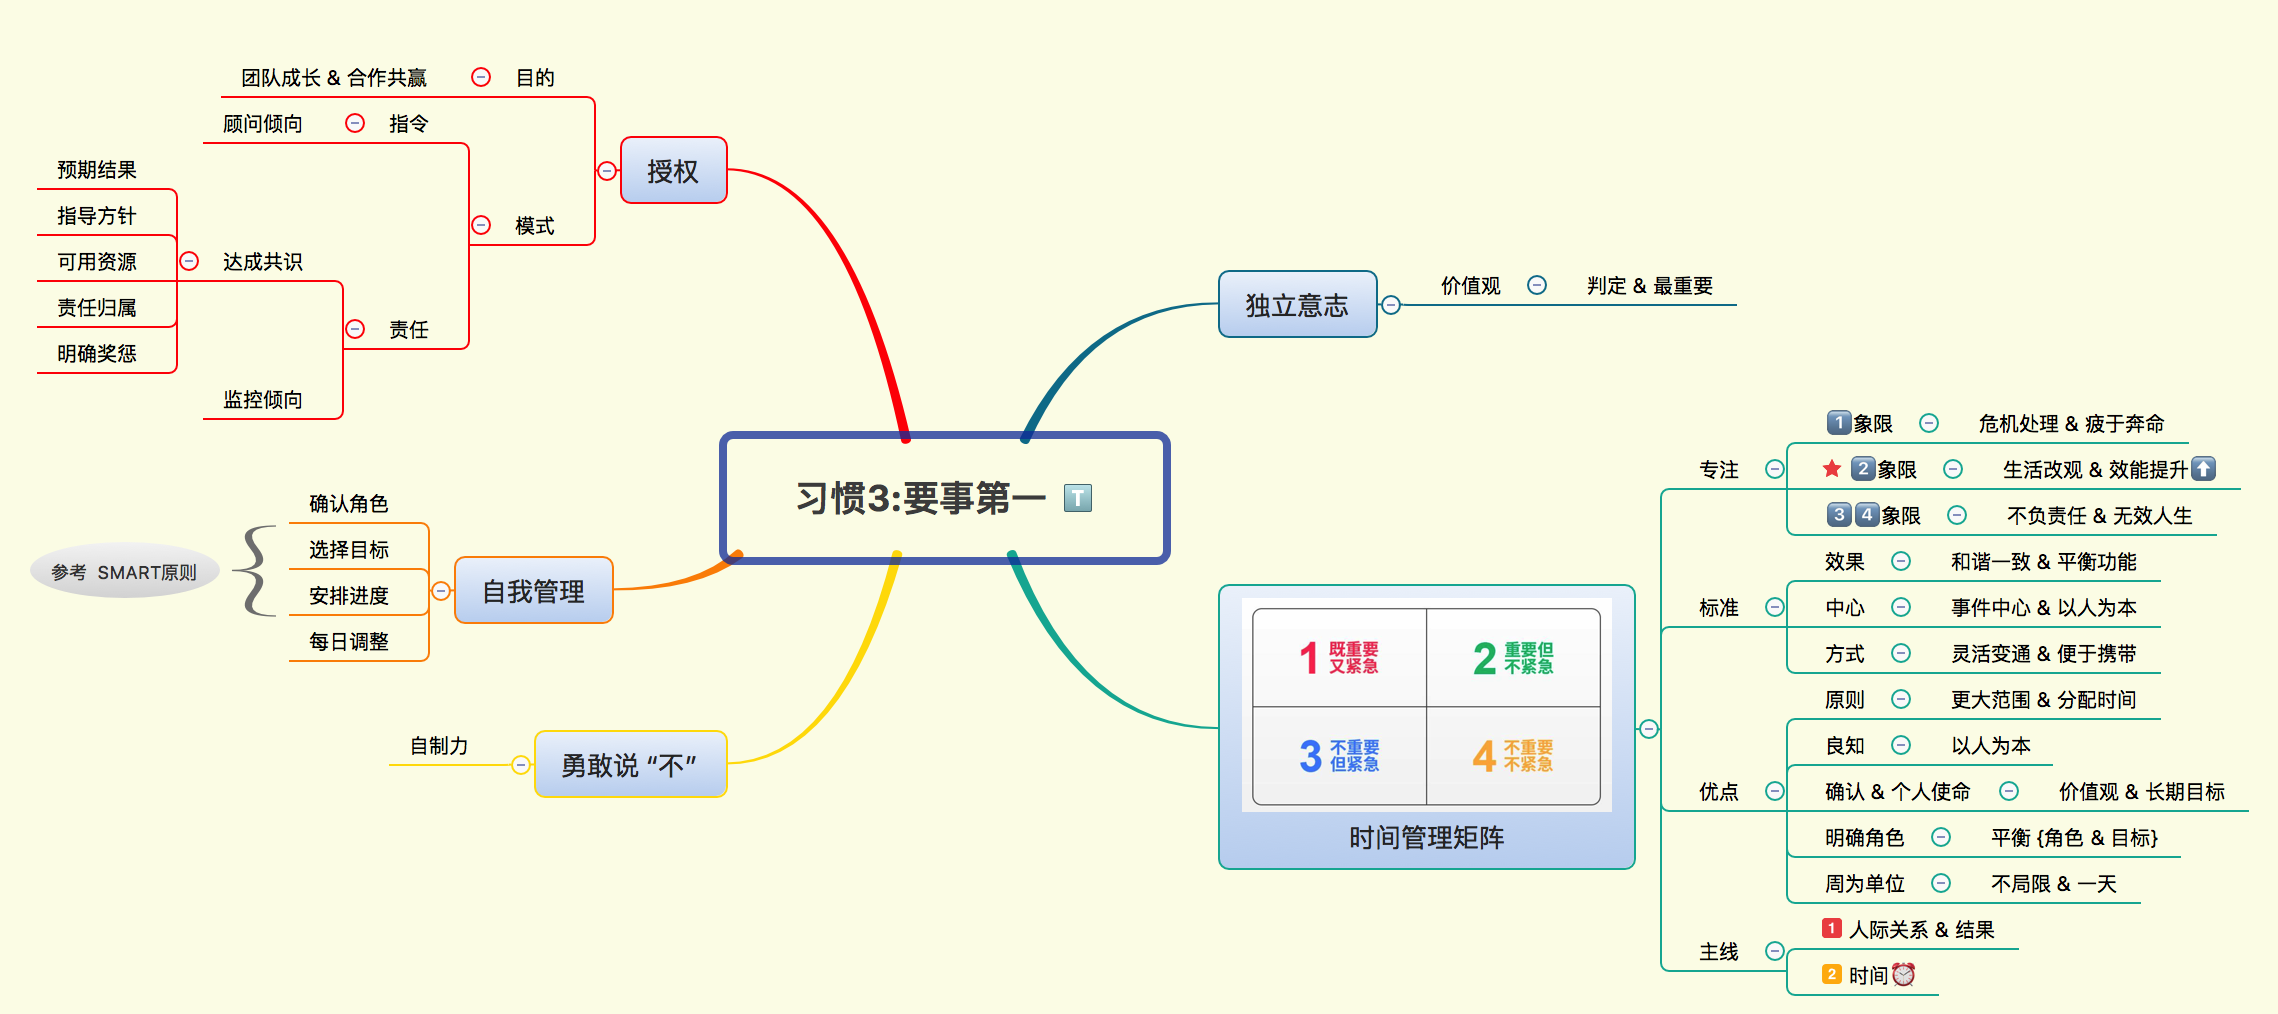 习惯3:要事第一 T
独立意志
价值观
判定 & 最重要
1 既重要
又紧急
2 重要但
不紧急
3 不重要
但紧急
4 不重要
不紧急
时间管理矩阵
专注
1象限
危机处理 & 疲于奔命
2象限
生活改观 & 效能提升
34象限
不负责任 & 无效人生
标准
效果
和谐一致 & 平衡功能
中心
事件中心 & 以人为本
方式
灵活变通 & 便于携带
优点
原则
更大范围 & 分配时间
良知
以人为本
确认 & 个人使命
价值观 & 长期目标
明确角色
平衡 {角色 & 目标}
周为单位
不局限 & 一天
主线
1 人际关系 & 结果
2 时间
勇敢说 “不”
自制力
自我管理
确认角色
选择目标
安排进度
每日调整
参考 SMART原则
授权
目的
团队成长 & 合作共赢
模式
指令
顾问倾向
责任
达成共识
预期结果
指导方针
可用资源
责任归属
明确奖惩
监控倾向